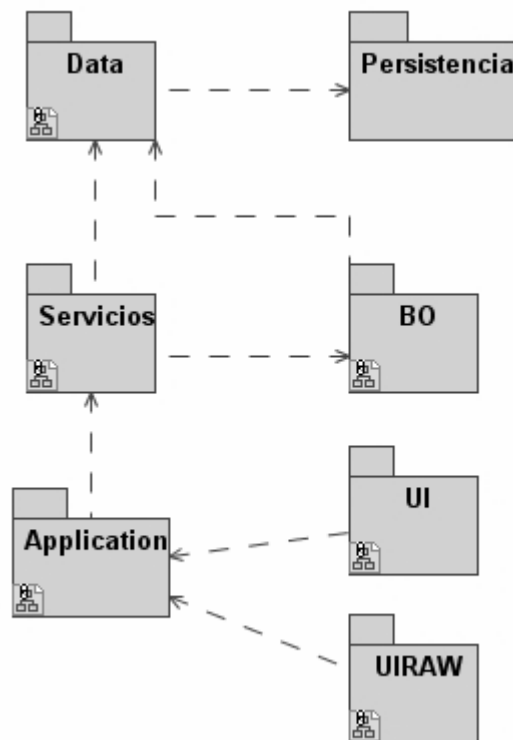 Data
Persistencia
Servicios
BO
UI
Application
UIRAW